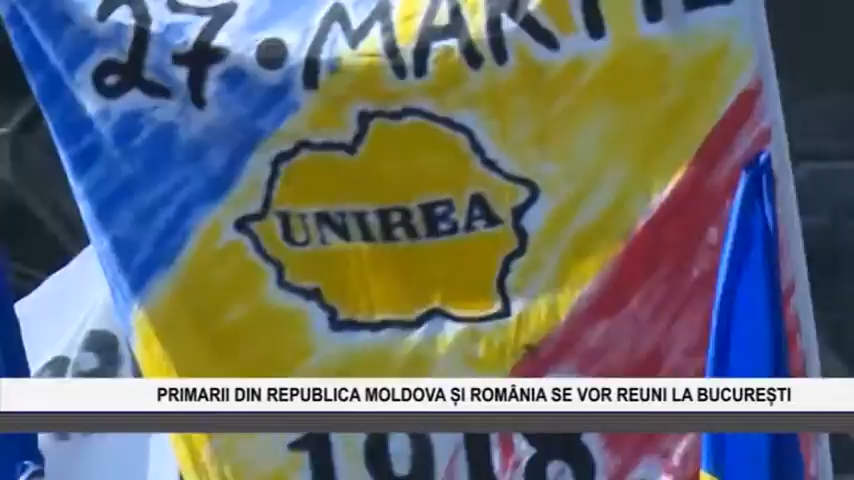 27 • MARTIE
UNIREA
PRIMARII DIN REPUBLICA MOLDOVA ȘI ROMÂNIA SE VOR REUNI LA BUCUREȘTI
1918